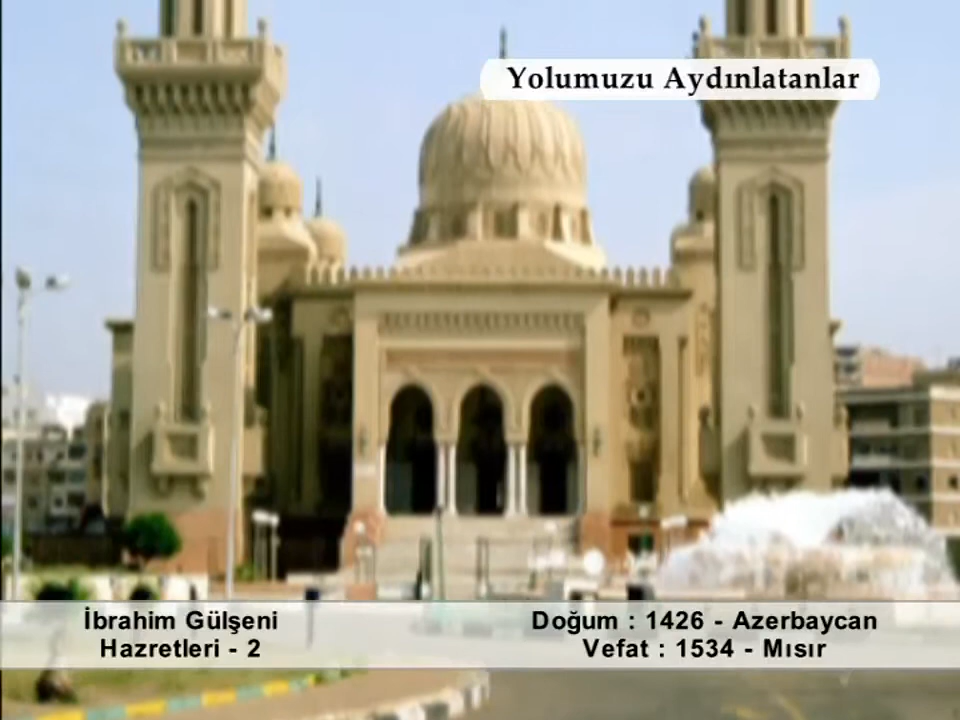 Yolumuzu Aydınlatanlar
İbrahim Gülşeni
Hazretleri - 2
Doğum : 1426 - Azerbaycan
Vefat : 1534 - Mısır